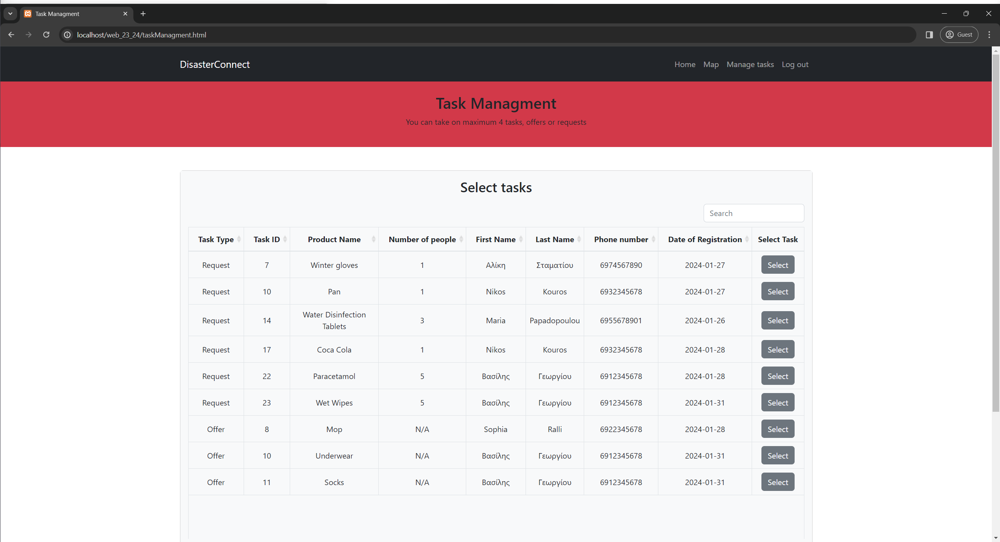 Task Managment
localhost/web_23_24/taskManagment.html
Guest
DisasterConnect
Home Map Manage tasks Log out
Task Managment
You can take on maximum 4 tasks, offers or requests
Select tasks
Search
Task Type Task ID Product Name Number of people First Name Last Name Phone number Date of Registration Select Task
Request 7 Winter gloves 1 Αλίκη Σταματίου 6974567890 2024-01-27 Select
Request 10 Pan 1 Nikos Kouros 6932345678 2024-01-27 Select
Request 14 Water Disinfection Tablets 3 Maria Papadopoulou 6955678901 2024-01-26 Select
Request 17 Coca Cola 1 Nikos Kouros 6932345678 2024-01-28 Select
Request 22 Paracetamol 5 Βασίλης Γεωργίου 6912345678 2024-01-28 Select
Request 23 Wet Wipes 5 Βασίλης Γεωργίου 6912345678 2024-01-31 Select
Offer 8 Mop N/A Sophia Ralli 6922345678 2024-01-28 Select
Offer 10 Underwear N/A Βασίλης Γεωργίου 6912345678 2024-01-31 Select
Offer 11 Socks N/A Βασίλης Γεωργίου 6912345678 2024-01-31 Select